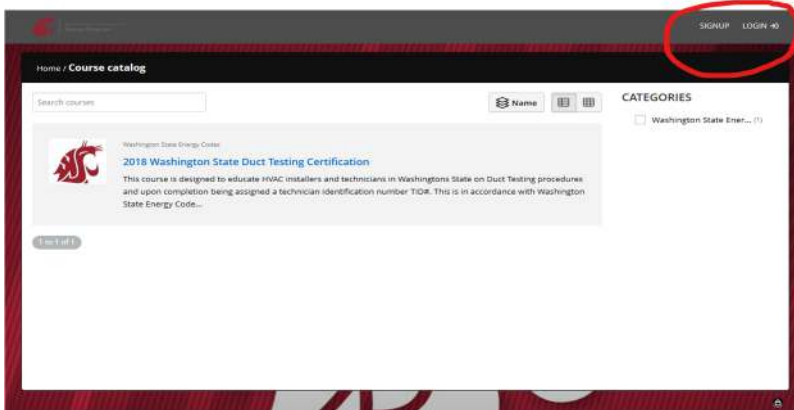 SIGNUP LOGIN
Home / Course catalog
Search courses
Name
CATEGORIES
Washington State Ener... (1)
Washington State Energy Codes
2018 Washington State Duct Testing Certification
This course is designed to educate HVAC installers and technicians in Washingtons State on Duct Testing procedures
and upon completion being assigned a technician identification number TID#. This is in accordance with Washington
State Energy Code...
1 to 1 of 1